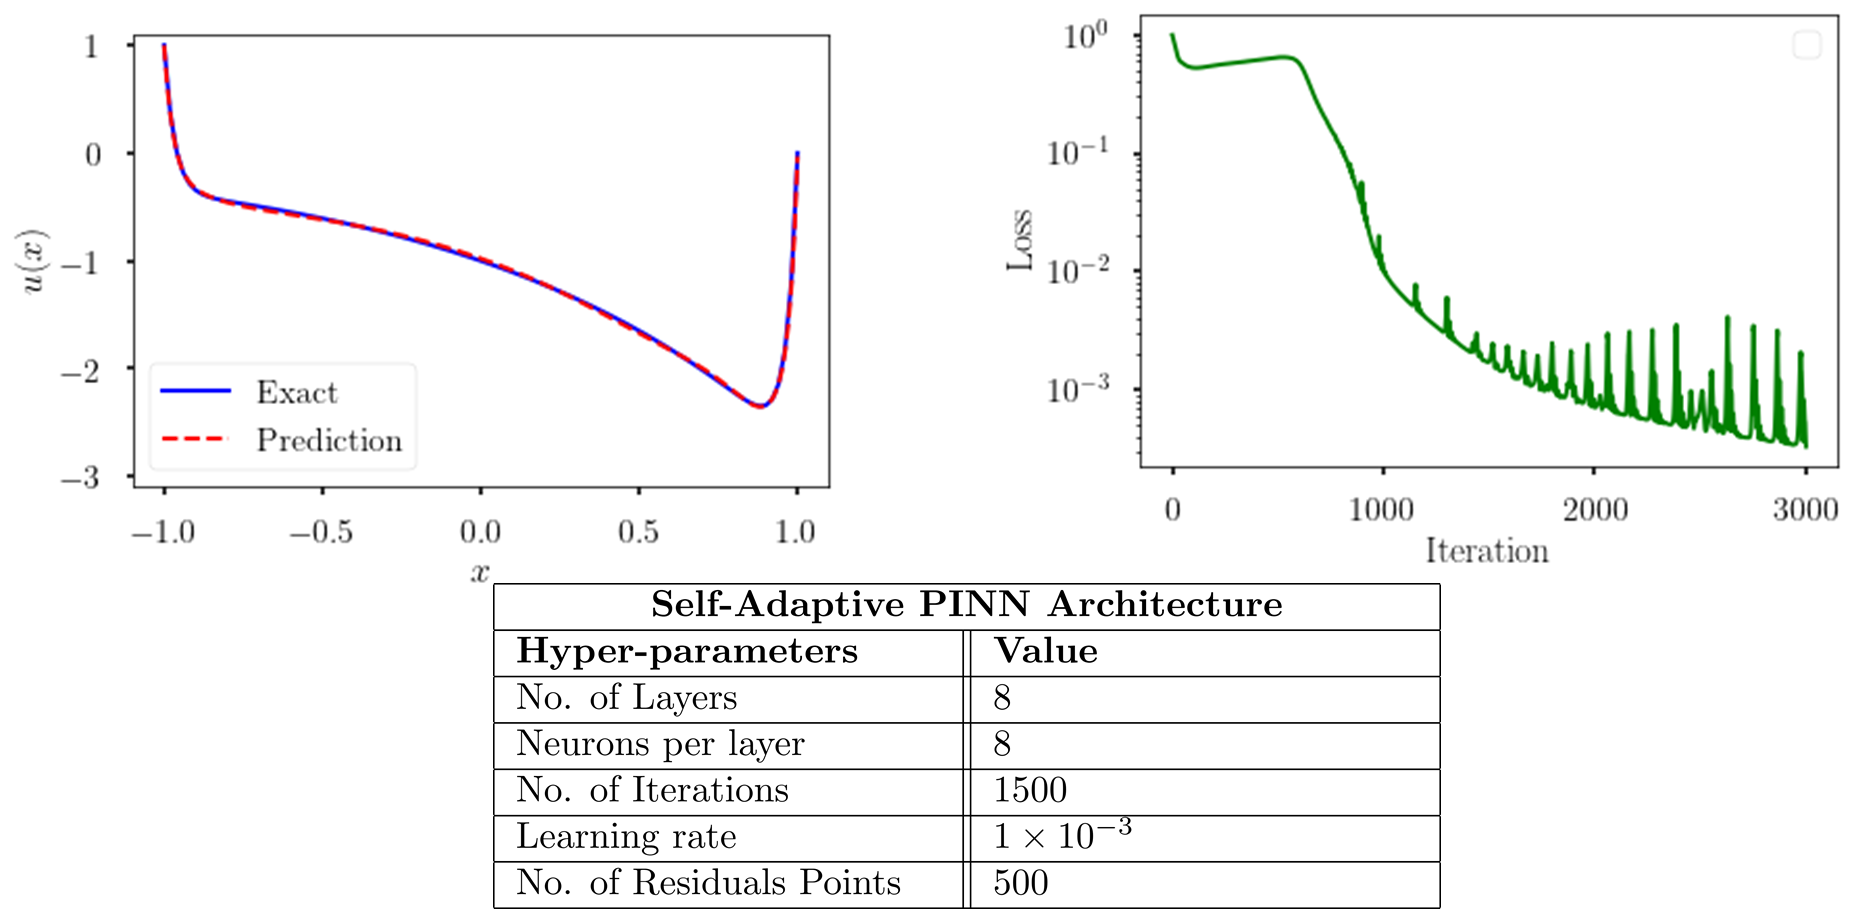 1
0
−1
−2
−3
u(x)
Exact
Prediction
−1.0 −0.5 0.0 0.5 1.0
x
10⁰
10⁻¹
10⁻²
10⁻³
Loss
0 1000 2000 3000
Iteration
Self-Adaptive PINN Architecture
Hyper-parameters Value
No. of Layers 8
Neurons per layer 8
No. of Iterations 1500
Learning rate 1 × 10⁻³
No. of Residuals Points 500